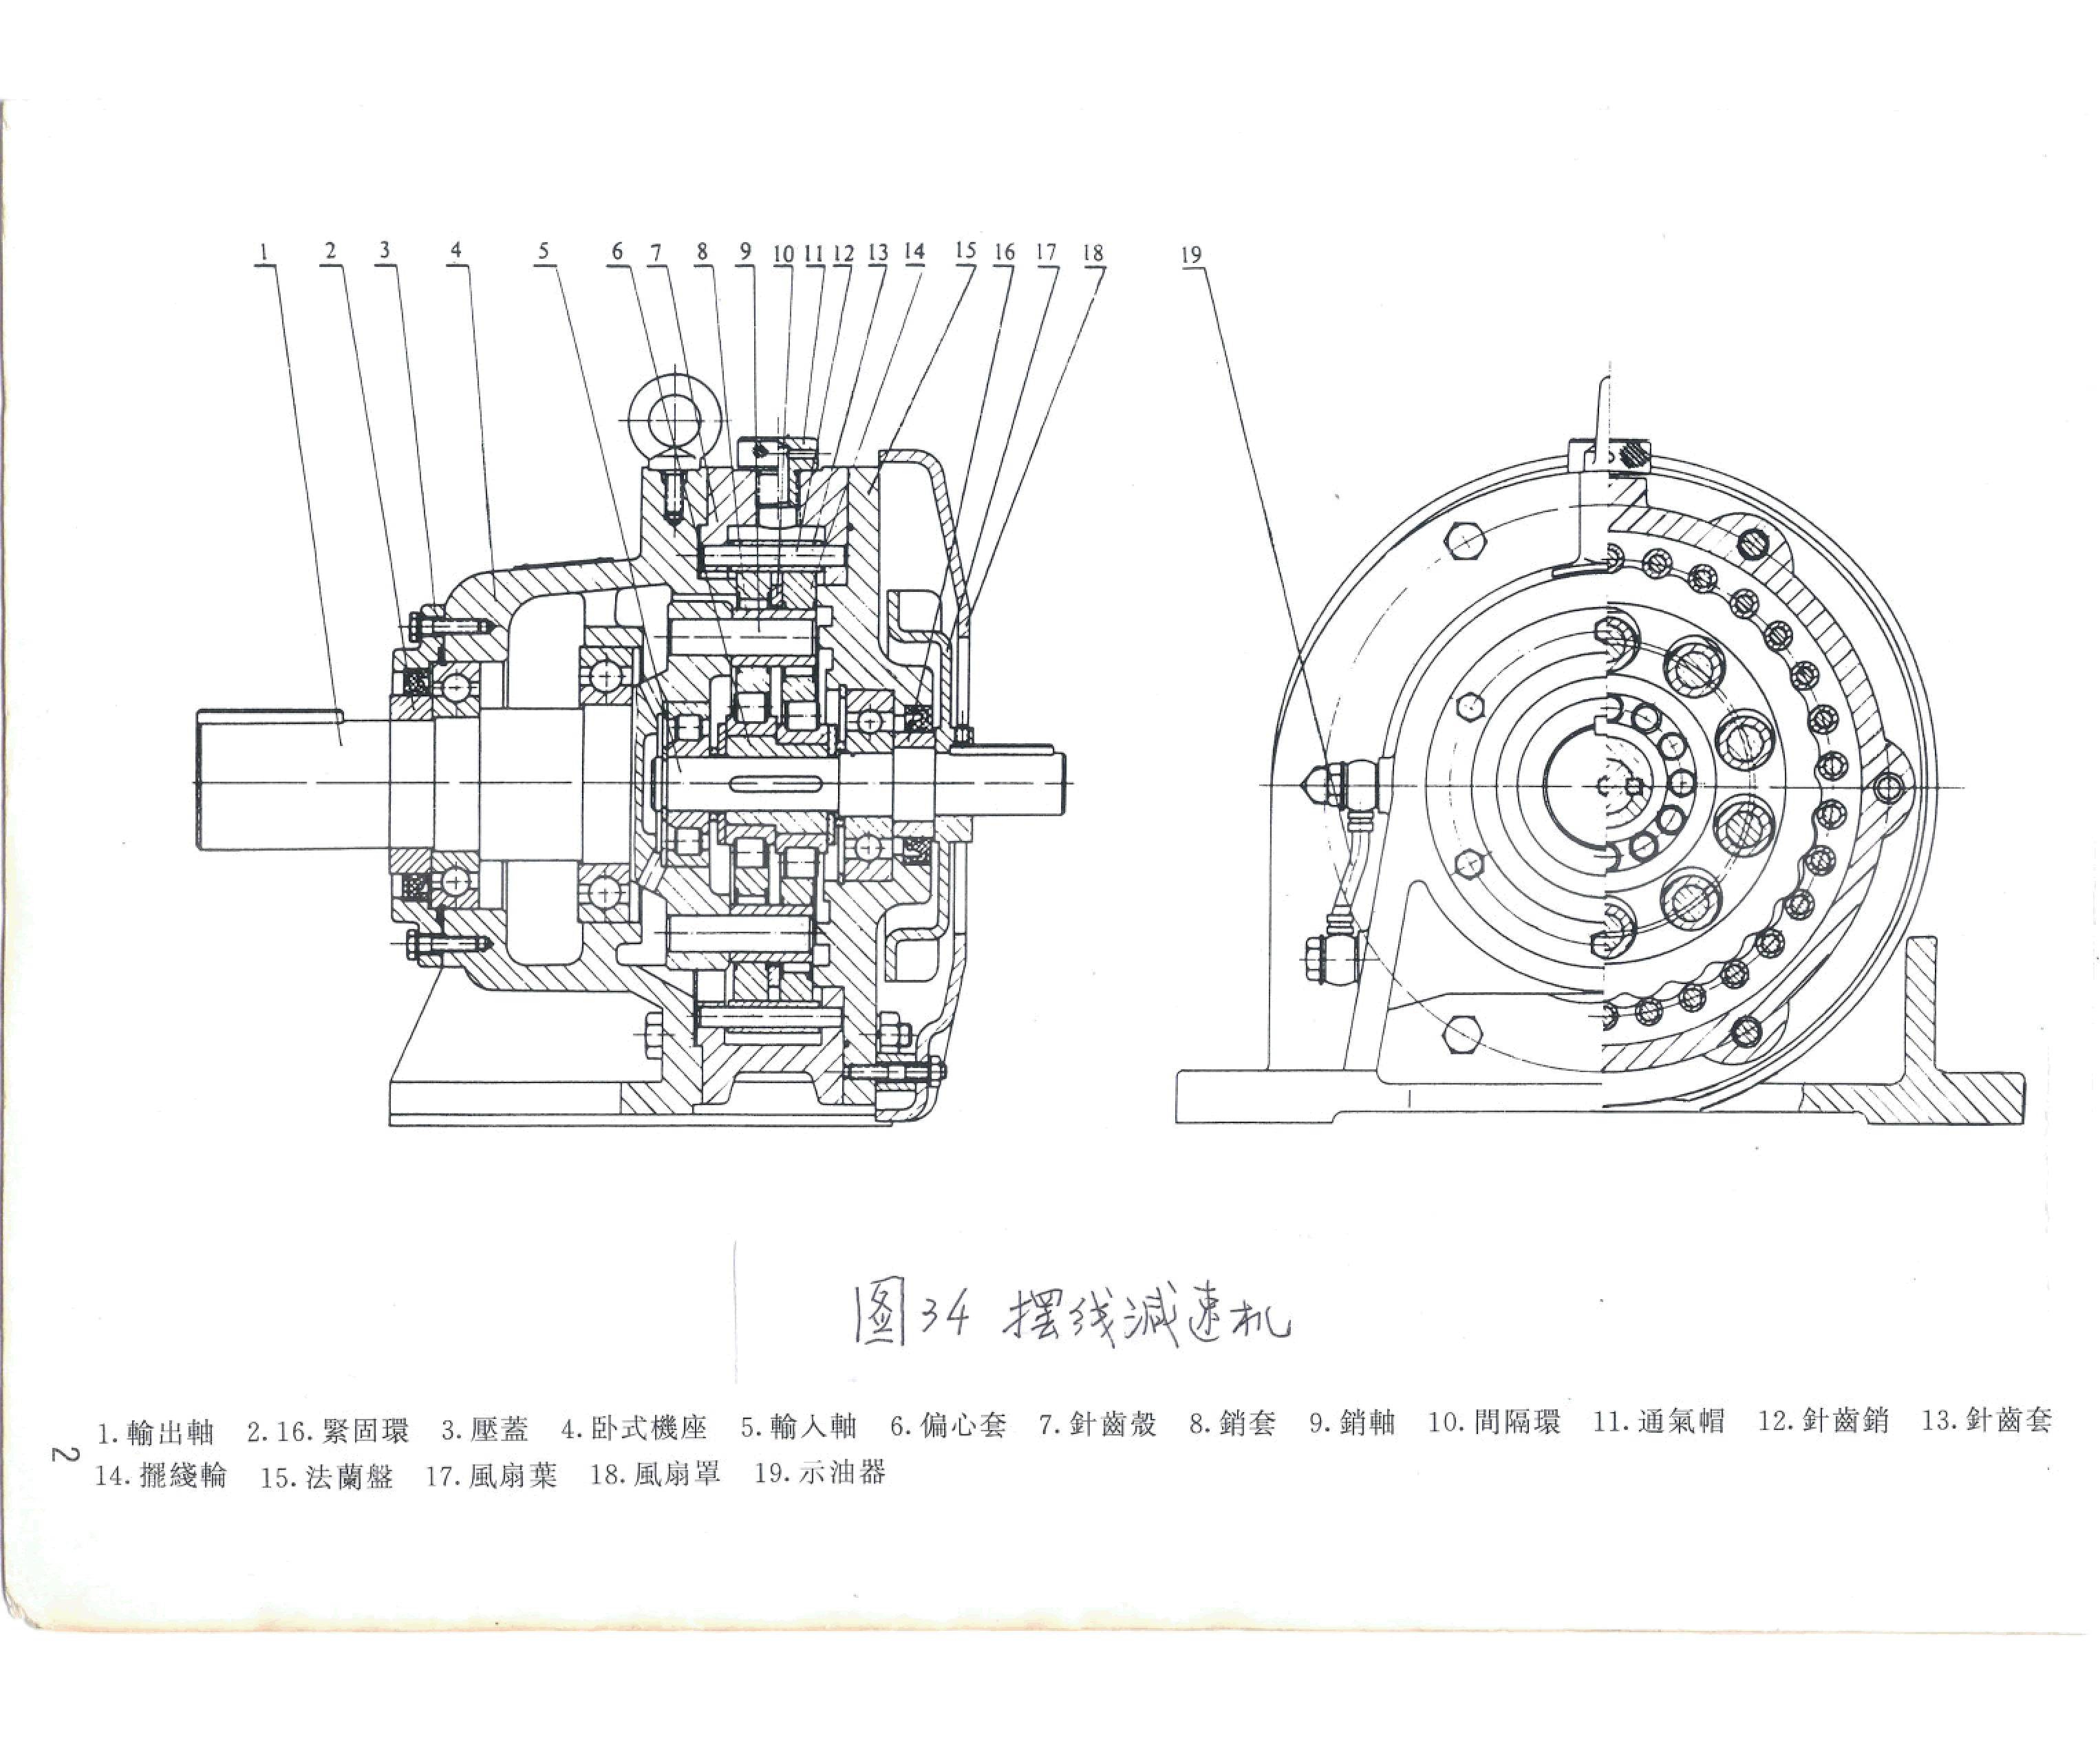 1 2 3 4 5 6 7 8 9 10 11 12 13 14 15 16 17 18 19
图34 摆线減速机
1.輸出軸 2.16.緊固環 3.壓蓋 4.卧式機座 5.輸入軸 6.偏心套 7.針齒殼 8.銷套 9.銷軸 10.間隔環 11.通氣帽 12.針齒銷 13.針齒套
14.擺綫輪 15.法蘭盤 17.風扇葉 18.風扇罩 19.示油器
2